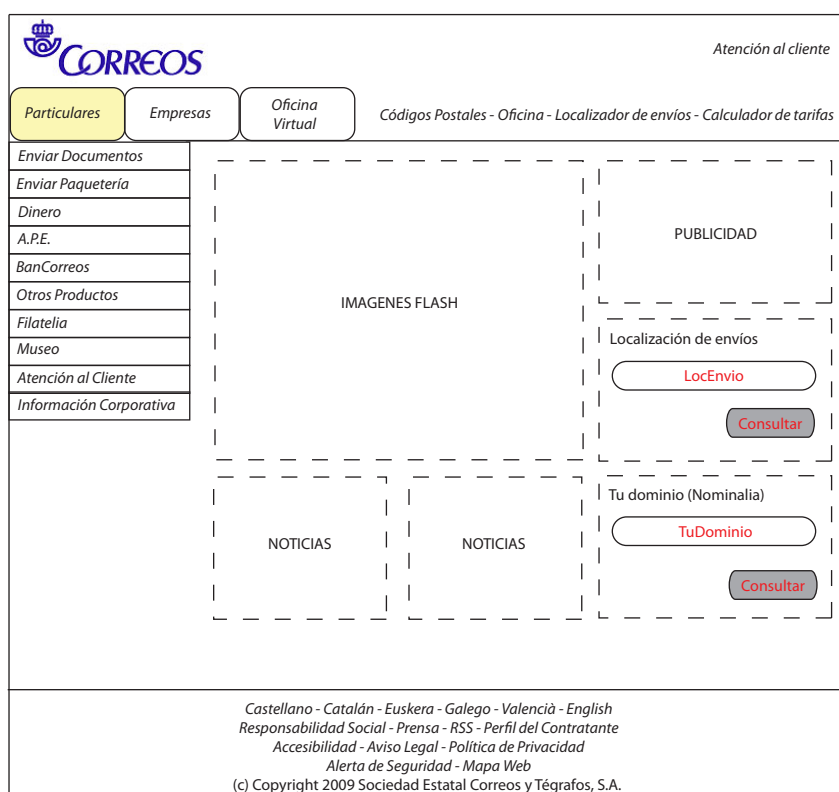 CORREOS
Atención al cliente
Particulares
Empresas
Oficina
Virtual
Códigos Postales - Oficina - Localizador de envíos - Calculador de tarifas
Enviar Documentos
Enviar Paquetería
Dinero
A.P.E.
BanCorreos
Otros Productos
Filatelia
Museo
Atención al Cliente
Información Corporativa
IMAGENES FLASH
PUBLICIDAD
Localización de envíos
LocEnvio
Consultar
NOTICIAS
NOTICIAS
Tu dominio (Nominalia)
TuDominio
Consultar
Castellano - Catalán - Euskera - Galego - Valencià - English
Responsabilidad Social - Prensa - RSS - Perfil del Contratante
Accesibilidad - Aviso Legal - Política de Privacidad
Alerta de Seguridad - Mapa Web
(c) Copyright 2009 Sociedad Estatal Correos y Tégrafos, S.A.